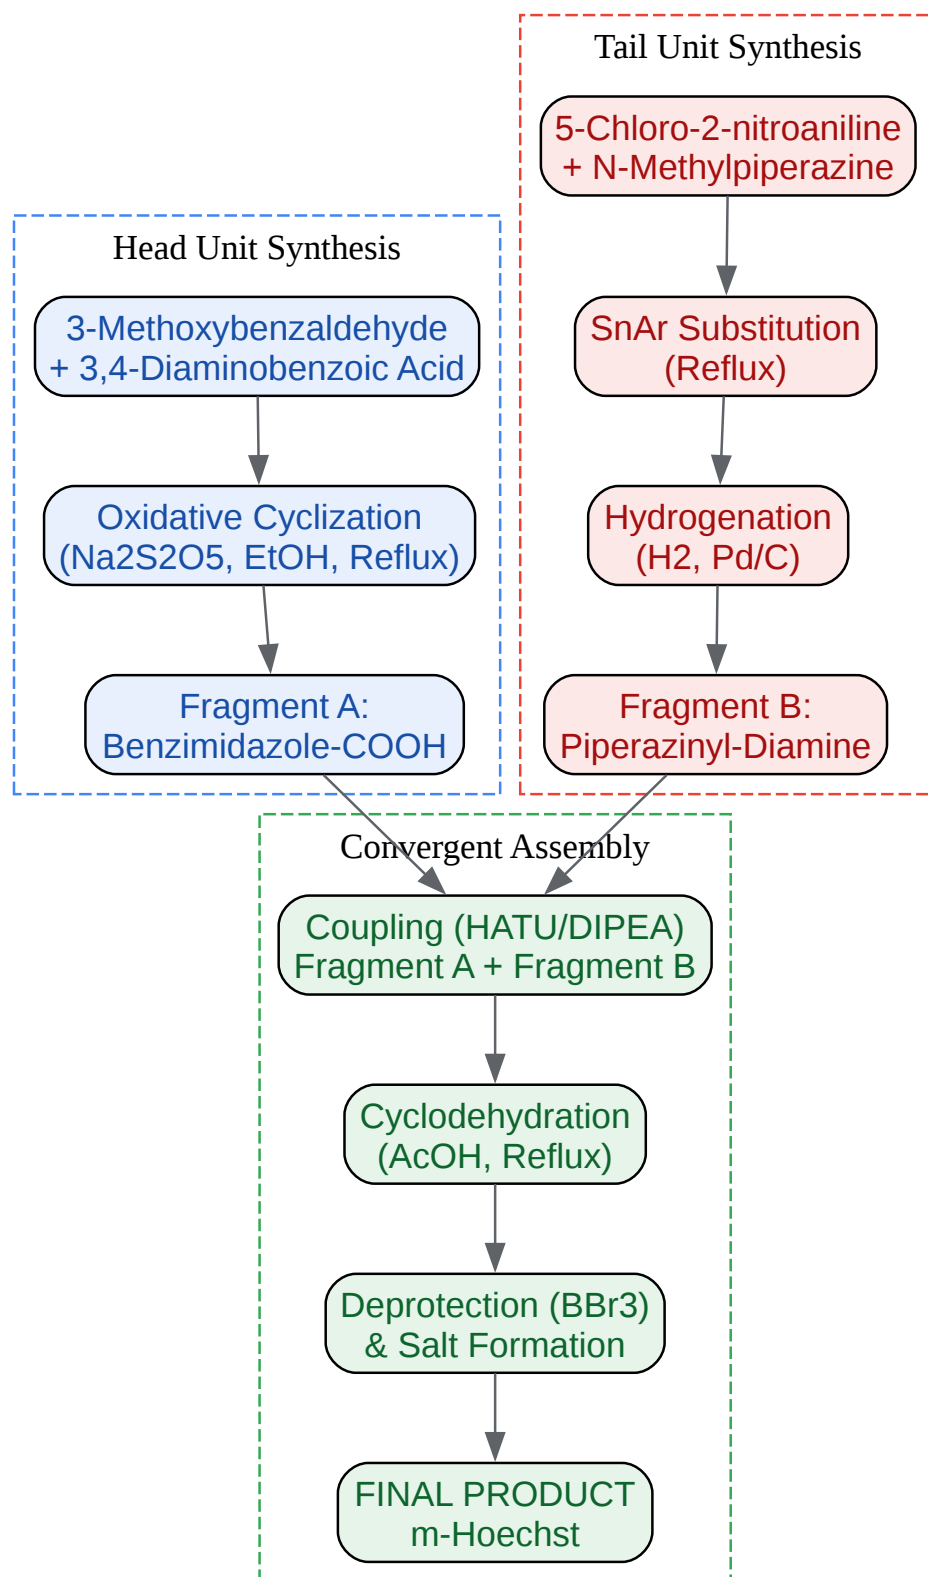 Tail Unit Synthesis
5-Chloro-2-nitroaniline
+ N-Methylpiperazine
Head Unit Synthesis
3-Methoxybenzaldehyde
+ 3,4-Diaminobenzoic Acid
SnAr Substitution
(Reflux)
Oxidative Cyclization
(Na2S2O5, EtOH, Reflux)
Hydrogenation
(H2, Pd/C)
Fragment A:
Benzimidazole-COOH
Fragment B:
Piperazinyl-Diamine
Convergent Assembly
Coupling (HATU/DIPEA)
Fragment A + Fragment B
Cyclodehydration
(AcOH, Reflux)
Deprotection (BBr3)
& Salt Formation
FINAL PRODUCT
m-Hoechst